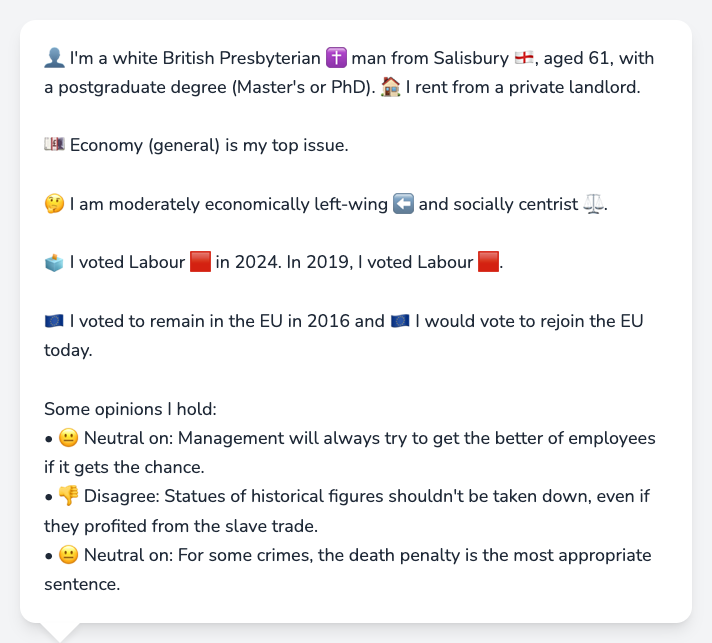 👤 I'm a white British Presbyterian ✝️ man from Salisbury 🏴󠁧󠁢󠁥󠁮󠁧󠁿, aged 61, with
a postgraduate degree (Master's or PhD). 🏠 I rent from a private landlord.
💷 Economy (general) is my top issue.
🤔 I am moderately economically left-wing ⬅️ and socially centrist ⚖️.
🗳️ I voted Labour 🟥 in 2024. In 2019, I voted Labour 🟥.
🇪🇺 I voted to remain in the EU in 2016 and 🇪🇺 I would vote to rejoin the EU
today.
Some opinions I hold:
• 😐 Neutral on: Management will always try to get the better of employees
if it gets the chance.
• 👎 Disagree: Statues of historical figures shouldn't be taken down, even if
they profited from the slave trade.
• 😐 Neutral on: For some crimes, the death penalty is the most appropriate
sentence.